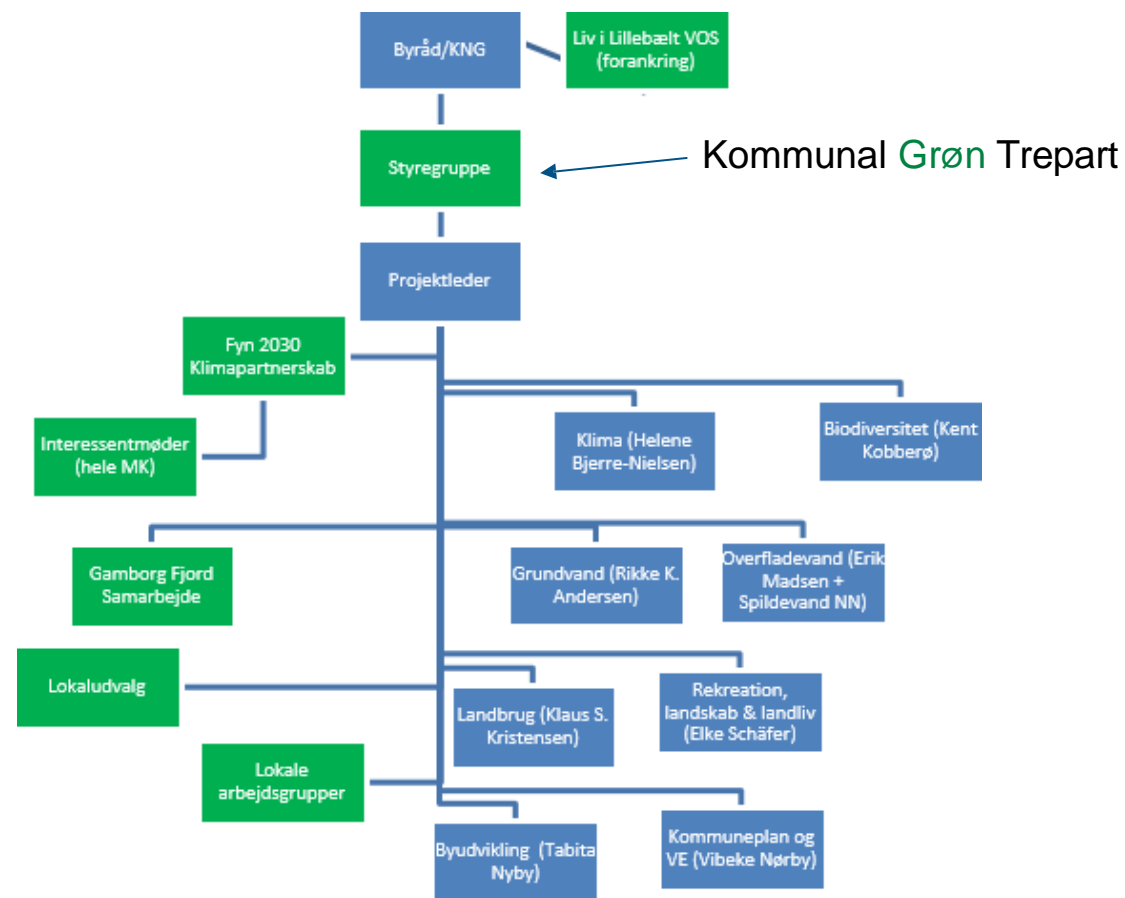 Byråd/KNG
Liv i Lillebælt VOS
(forankring)
Styregruppe
Kommunal Grøn Trepart
Projektleder
Fyn 2030
Klimapartnerskab
Interessentmøder
(hele MK)
Klima (Helene
Bjerre-Nielsen)
Biodiversitet (Kent
Kobberø)
Gamborg Fjord
Samarbejde
Grundvand (Rikke K.
Andersen)
Overfladevand (Erik
Madsen +
Spildevand NN)
Lokaludvalg
Landbrug (Klaus S.
Kristensen)
Rekreation,
landskab & landliv
(Elke Schäfer)
Lokale
arbejdsgrupper
Byudvikling (Tabita
Nyby)
Kommuneplan og
VE (Vibeke Nørby)